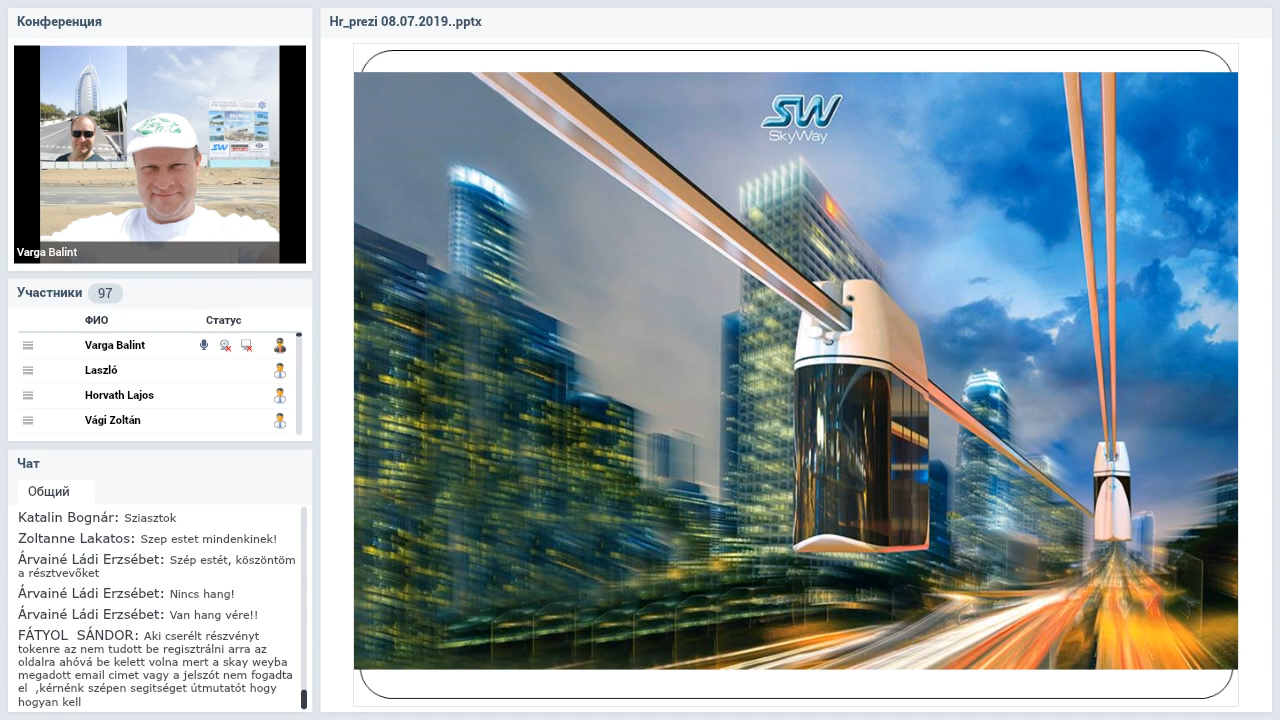 Конференция
Varga Balint
Участники 97
ФИО Статус
Varga Balint
Laszló
Horvath Lajos
Vági Zoltán
Чат
Общий
Katalin Bognár: Sziasztok
Zoltanne Lakatos: Szep estet mindenkinek!
Árvainé Ládi Erzsébet: Szép estét, köszöntöm
a résztvevőket
Árvainé Ládi Erzsébet: Nincs hang!
Árvainé Ládi Erzsébet: Van hang vére!!
FÁTYOL SÁNDOR: Aki cserélt részvényt
tokenre az nem tudott be regisztrálni arra az
oldalra ahóvá be kelett volna mert a skay weyba
megadott email cimet vagy a jelszót nem fogadta
el ,kérnénk szépen segitséget útmutatót hogy
hogyan kell
Hr_prezi 08.07.2019..pptx
SW
SkyWay